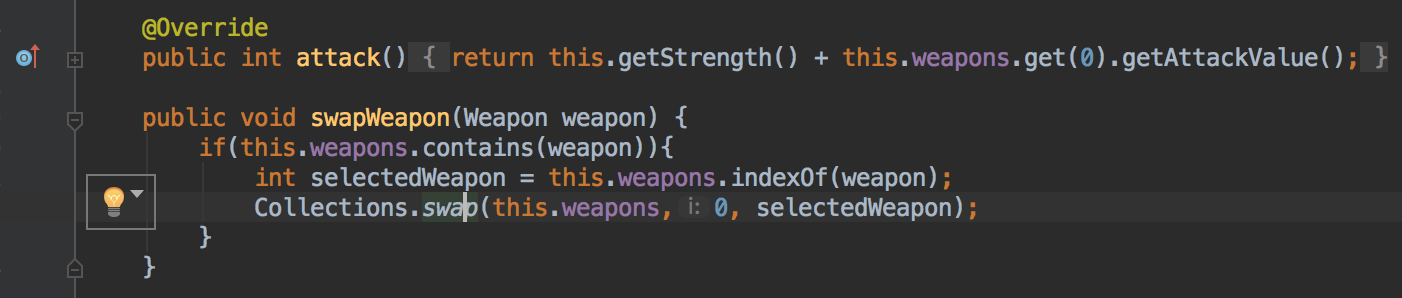 @Override
public int attack() { return this.getStrength() + this.weapons.get(0).getAttackValue(); }
public void swapWeapon(Weapon weapon) {
if(this.weapons.contains(weapon)){
int selectedWeapon = this.weapons.indexOf(weapon);
Collections.swap(this.weapons, i: 0, selectedWeapon);
}
}